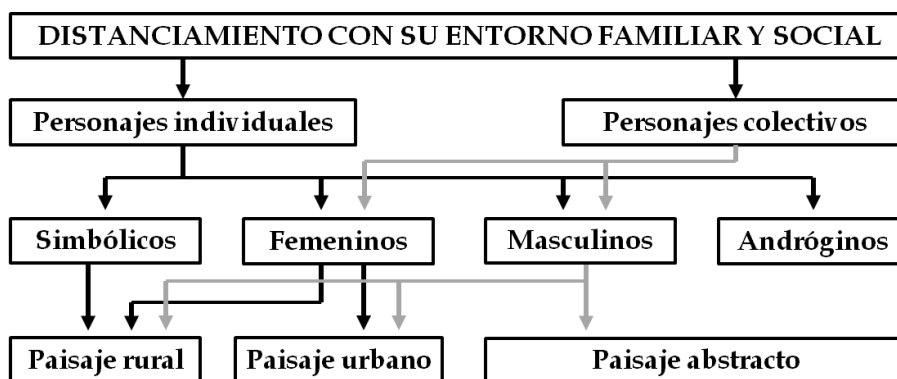 DISTANCIAMIENTO CON SU ENTORNO FAMILIAR Y SOCIAL
Personajes individuales
Personajes colectivos
Simbólicos
Femeninos
Masculinos
Andróginos
Paisaje rural
Paisaje urbano
Paisaje abstracto